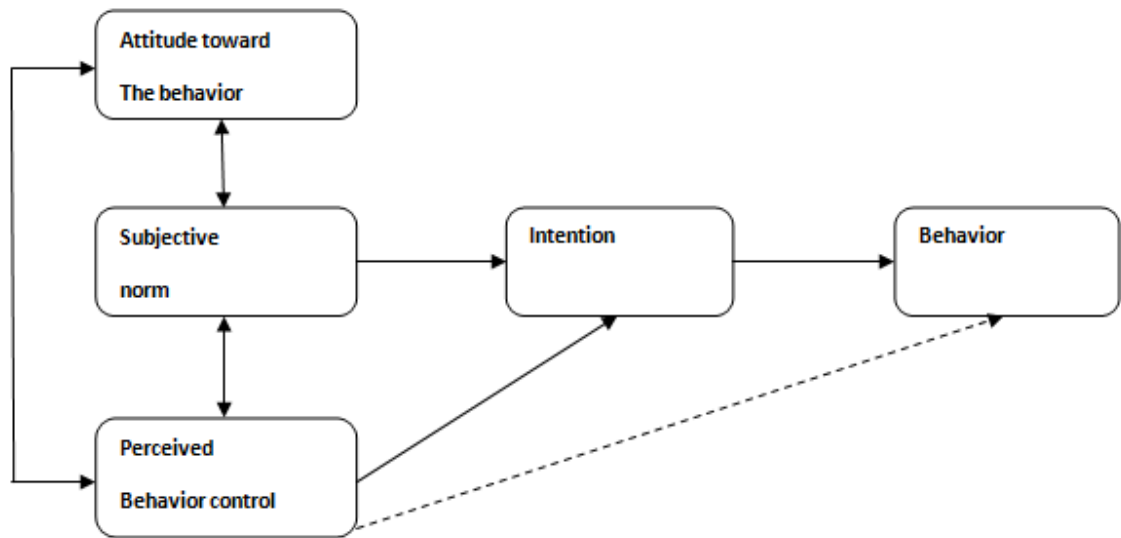 Attitude toward
The behavior
Subjective
norm
Intention
Behavior
Perceived
Behavior control